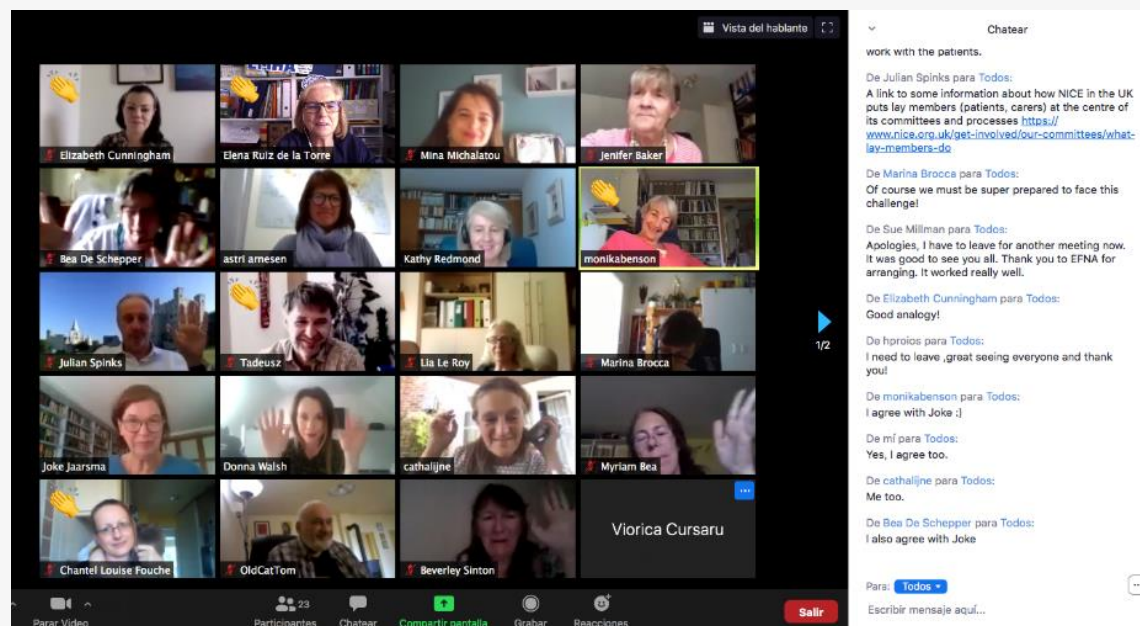 Vista del hablante
Elizabeth Cunningham
Elena Ruiz de la Torre
Mina Michalatou
Jenifer Baker
Bea De Schepper
astri arnesen
Kathy Redmond
monikabenson
Julian Spinks
Tadeusz
Lia Le Roy
Marina Brocca
1/2
Joke Jaarsma
Donna Walsh
cathalijne
Myriam Bea
Chantel Louise Fouche
OldCatTom
Beverley Sinton
Viorica Cursaru
Parar Video
23
Participantes
Chatear
Compartir pantalla
Grabar
Reacciones
Salir
Chatear
work with the patients.
De Julian Spinks para Todos:
A link to some information about how NICE in the UK
puts lay members (patients, carers) at the centre of
its committees and processes https://
www.nice.org.uk/get-involved/our-committees/what-
lay-members-do
De Marina Brocca para Todos:
Of course we must be super prepared to face this
challenge!
De Sue Millman para Todos:
Apologies, I have to leave for another meeting now.
It was good to see you all. Thank you to EFNA for
arranging. It worked really well.
De Elizabeth Cunningham para Todos:
Good analogy!
De hproios para Todos:
I need to leave ,great seeing everyone and thank
you!
De monikabenson para Todos:
I agree with Joke :)
De mí para Todos:
Yes, I agree too.
De cathalijne para Todos:
Me too.
De Bea De Schepper para Todos:
I also agree with Joke
Para: Todos
Escribir mensaje aquí...